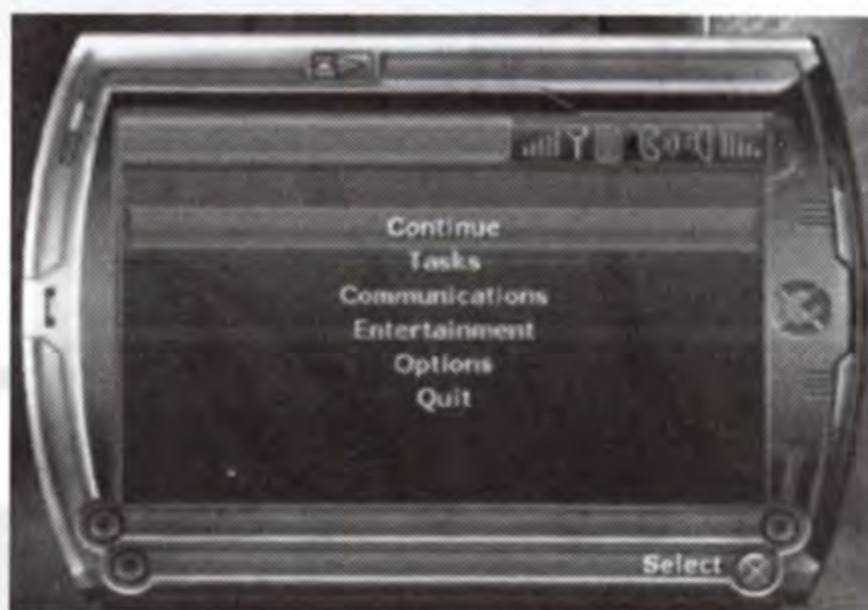 Continue
Tasks
Communications
Entertainment
Options
Quit
Select